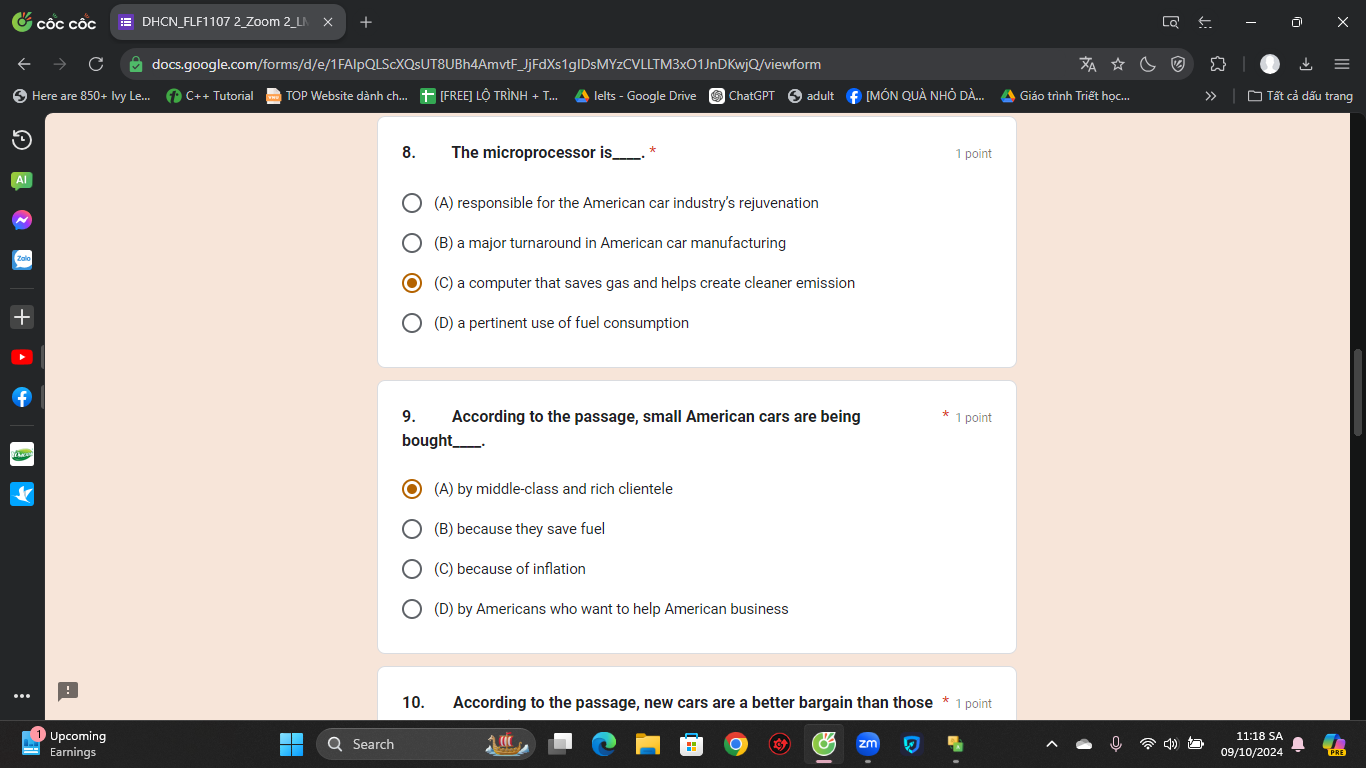 cốc cốc
DHCN_FLF1107 2_Zoom 2_LM
docs.google.com/forms/d/e/1FAIpQLScXQsUT8UBh4AmvtF_JjFdXs1gIDsMYzCVLLTM3xO1JnDKwjQ/viewform
Here are 850+ Ivy Le...
C++ Tutorial
TOP Website dành ch...
[FREE] LỘ TRÌNH + T...
Ielts - Google Drive
ChatGPT
adult
[MÓN QUÀ NHỎ DÀ...
Giáo trình Triết học...
Tất cả dấu trang
AI
Zalo
8. The microprocessor is____. *
1 point
(A) responsible for the American car industry’s rejuvenation
(B) a major turnaround in American car manufacturing
(C) a computer that saves gas and helps create cleaner emission
(D) a pertinent use of fuel consumption
9. According to the passage, small American cars are being * 1 point
bought____.
(A) by middle-class and rich clientele
(B) because they save fuel
(C) because of inflation
(D) by Americans who want to help American business
10. According to the passage, new cars are a better bargain than those * 1 point
1
Upcoming
Earnings
Search
zm
PRE
11:18 SA
09/10/2024